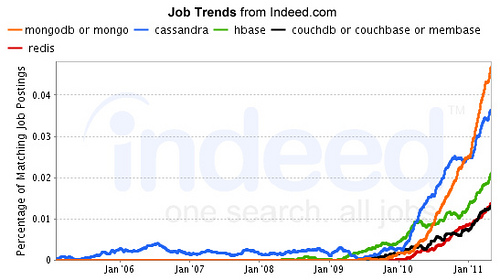 Job Trends from Indeed.com
mongodb or mongo cassandra hbase couchdb or couchbase or membase
redis
Percentage of Matching Job Postings
0.04
0.03
0.02
0.01
0
indeed™
one search. all jobs.
Jan '06 Jan '07 Jan '08 Jan '09 Jan '10 Jan '11